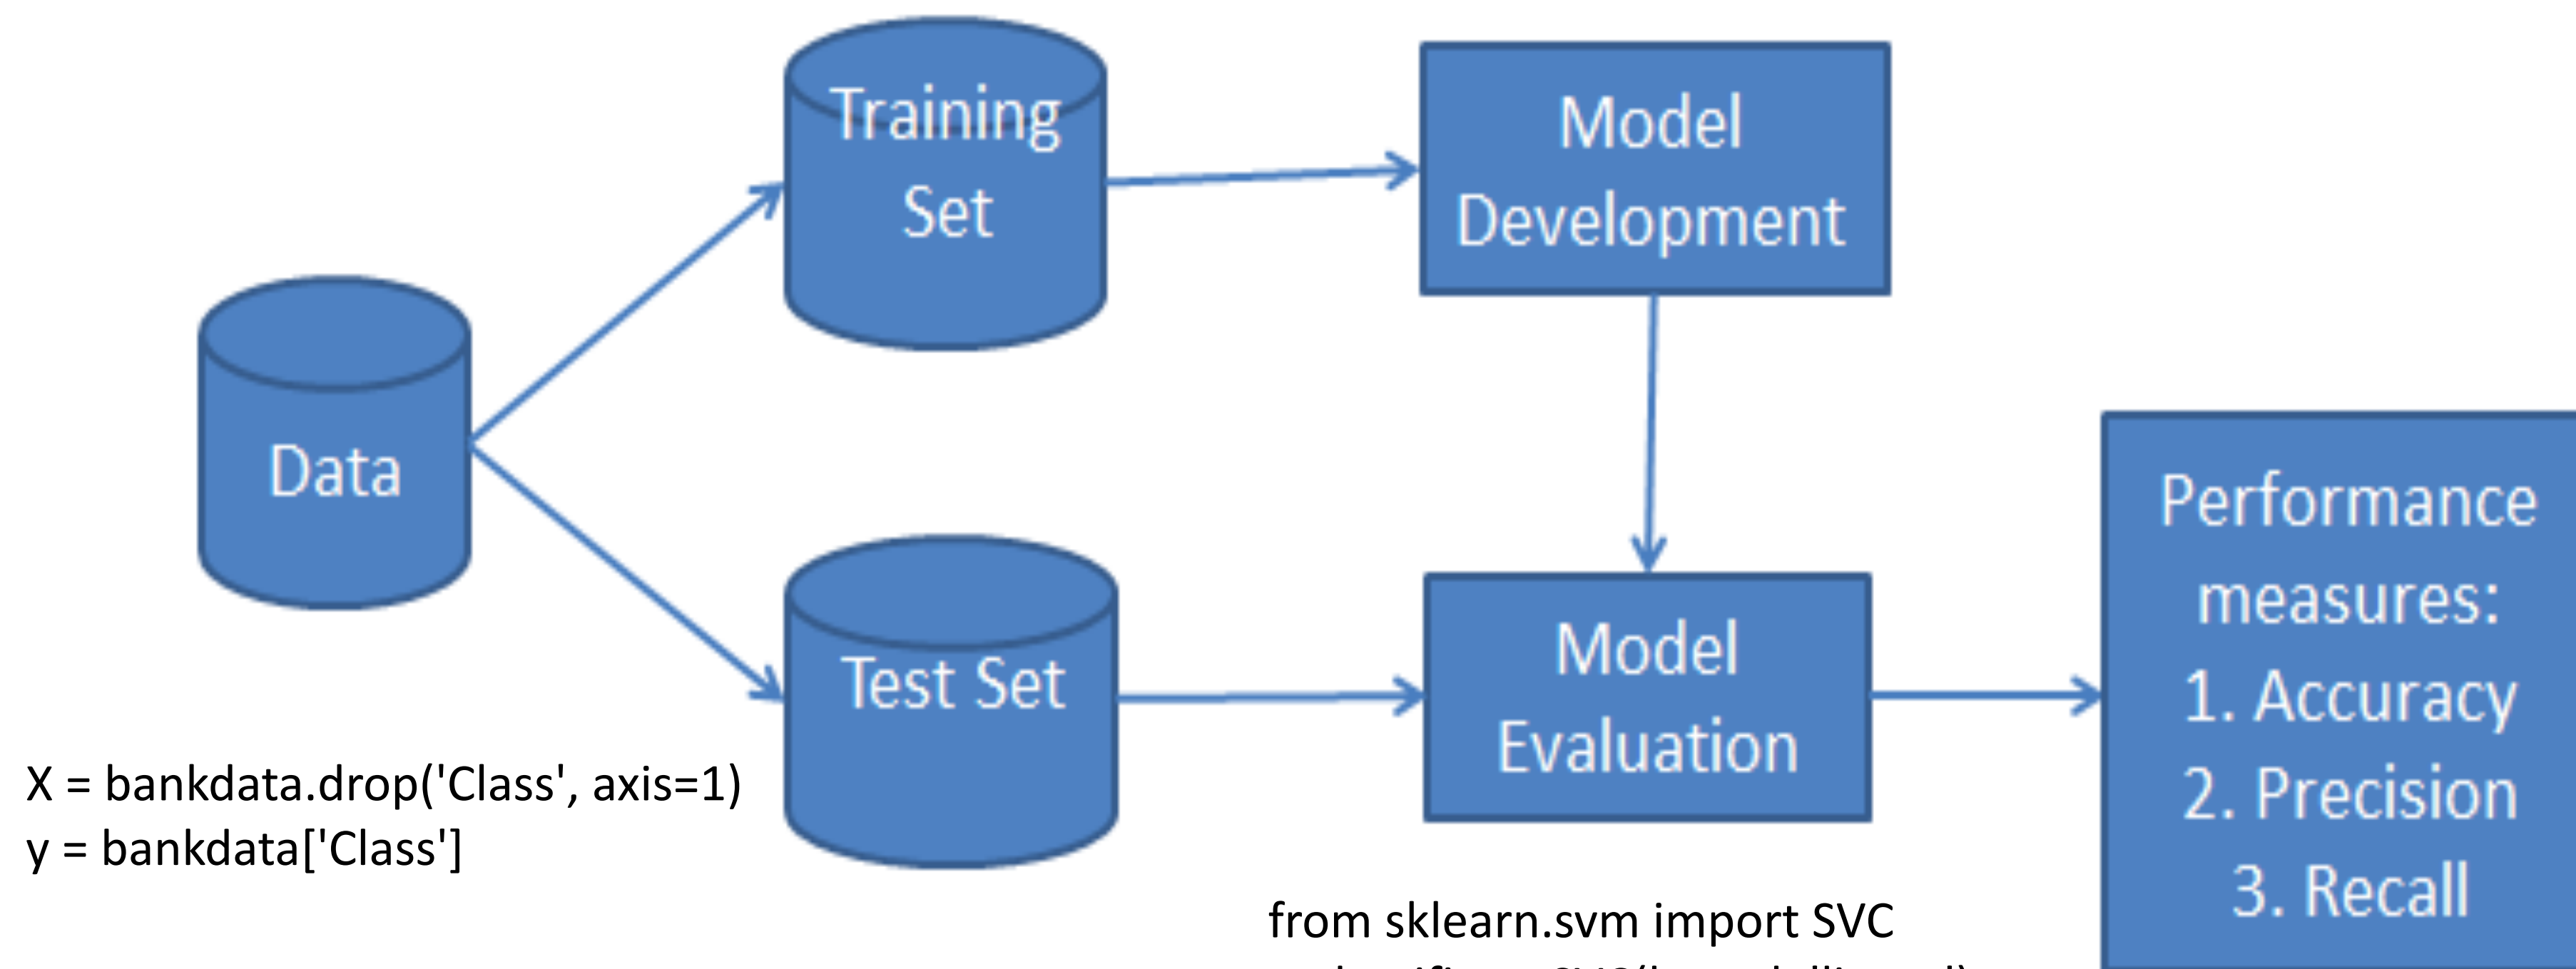 Training
Set
Model
Development
Data
Test Set
Model
Evaluation
Performance
measures:
1. Accuracy
2. Precision
3. Recall
X = bankdata.drop('Class', axis=1)
y = bankdata['Class']
from sklearn.svm import SVC